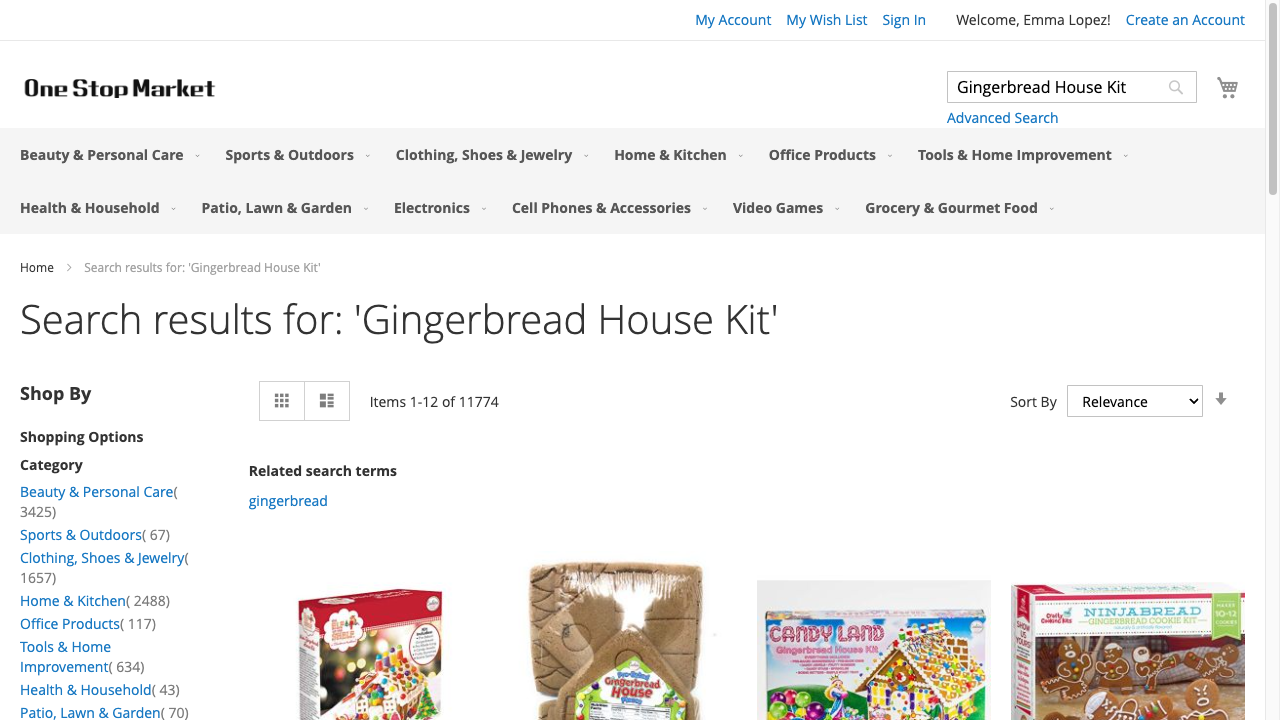 My Account My Wish List Sign In Welcome, Emma Lopez! Create an Account
One Stop Market
Gingerbread House Kit
Advanced Search
Beauty & Personal Care Sports & Outdoors Clothing, Shoes & Jewelry Home & Kitchen Office Products Tools & Home Improvement
Health & Household Patio, Lawn & Garden Electronics Cell Phones & Accessories Video Games Grocery & Gourmet Food
Home Search results for: 'Gingerbread House Kit'
Search results for: 'Gingerbread House Kit'
Shop By
Items 1-12 of 11774
Sort By Relevance
Shopping Options
Category
Beauty & Personal Care( 3425)
Sports & Outdoors( 67)
Clothing, Shoes & Jewelry( 1657)
Home & Kitchen( 2488)
Office Products( 117)
Tools & Home
Improvement( 634)
Health & Household( 43)
Patio, Lawn & Garden( 70)
Related search terms
gingerbread
Gingerbread
House
CANDY LAND
Gingerbread House Kit
NINJABREAD
GINGERBREAD COOKIE KIT
MAKES
10-12
COOKIES